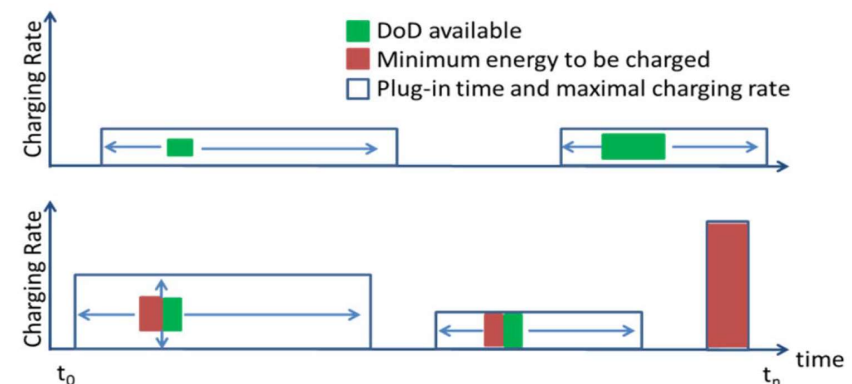 Charging Rate
DoD available
Minimum energy to be charged
Plug-in time and maximal charging rate
Charging Rate
time
t₀
tₙ